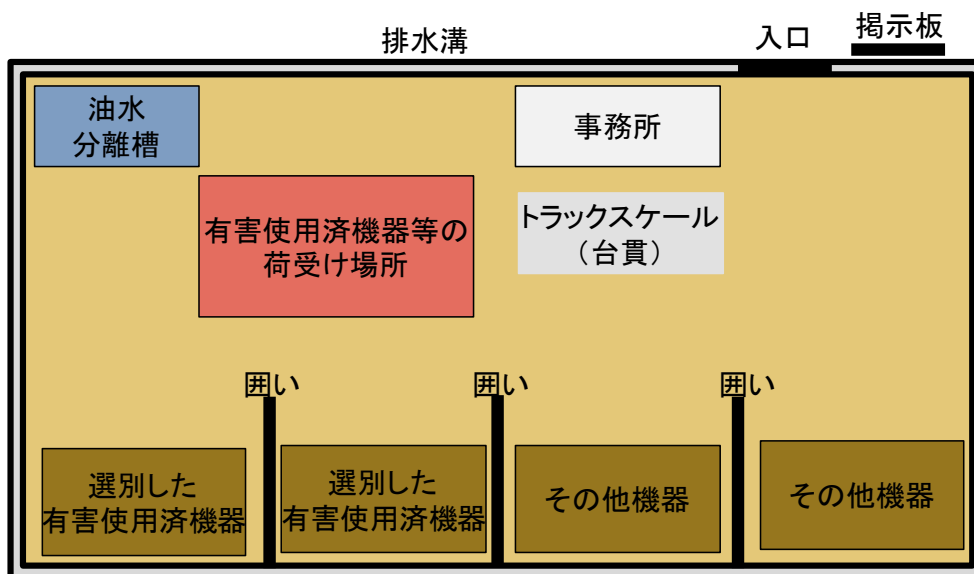 排水溝
入口
掲示板
油水
分離槽
事務所
有害使用済機器等の
荷受け場所
トラックスケール
（台貫）
囲い
囲い
囲い
選別した
有害使用済機器
選別した
有害使用済機器
その他機器
その他機器